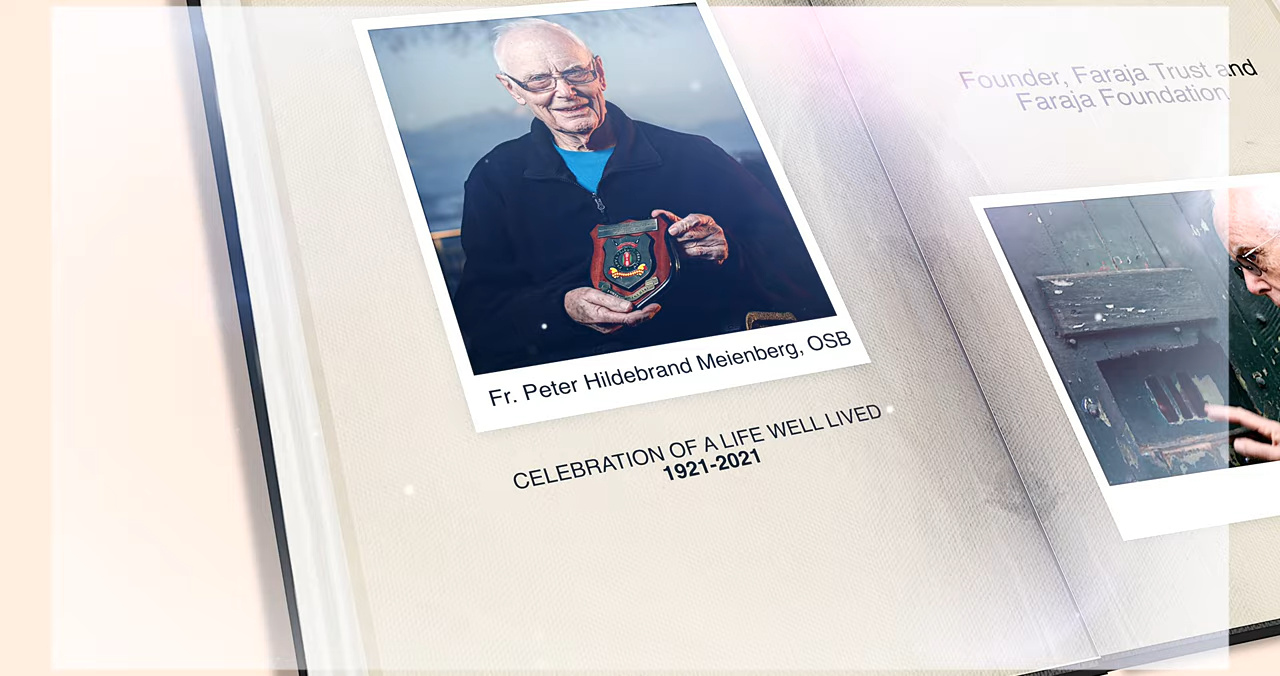 Fr. Peter Hildebrand Meienberg, OSB
CELEBRATION OF A LIFE WELL LIVED
1921-2021
Founder, Faraja Trust and
Faraja Foundation